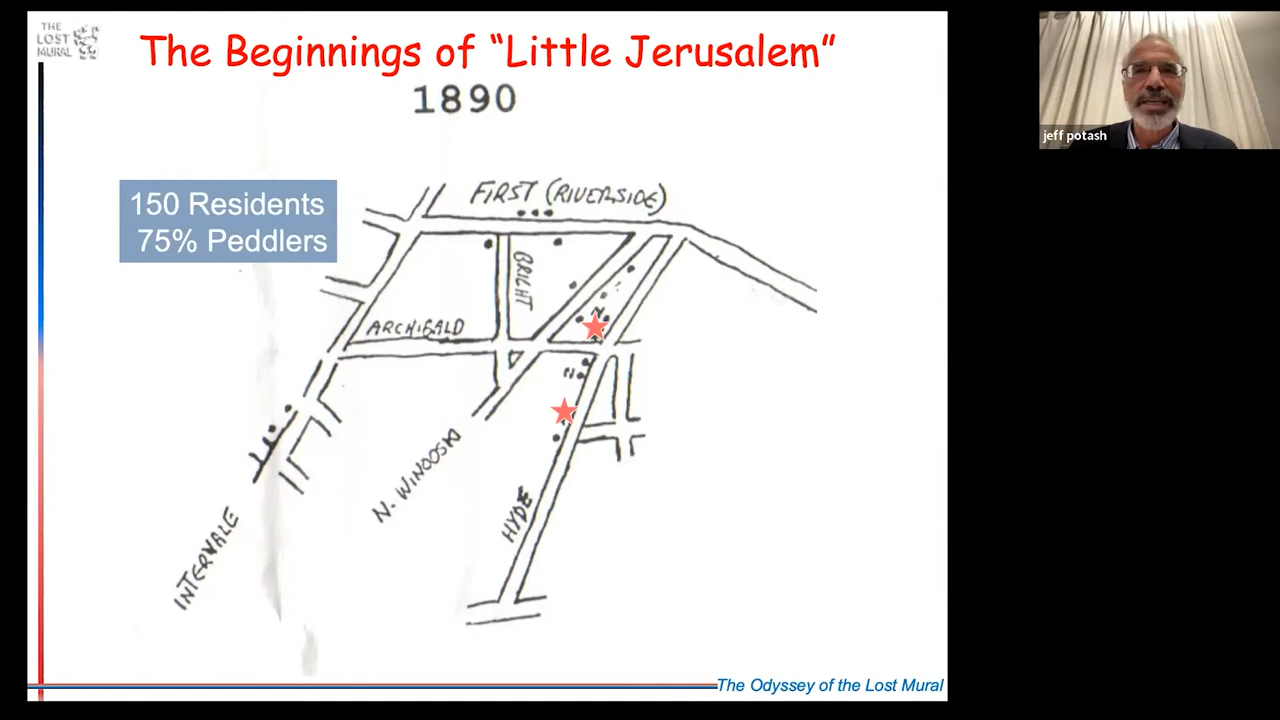 THE
LOST
MURAL
The Beginnings of “Little Jerusalem”
1890
150 Residents
75% Peddlers
FIRST (RIVERSIDE)
BRIGHT
ARCHIBALD
N. WINOOSKI
HYDE
INTERVALE
The Odyssey of the Lost Mural
jeff potash